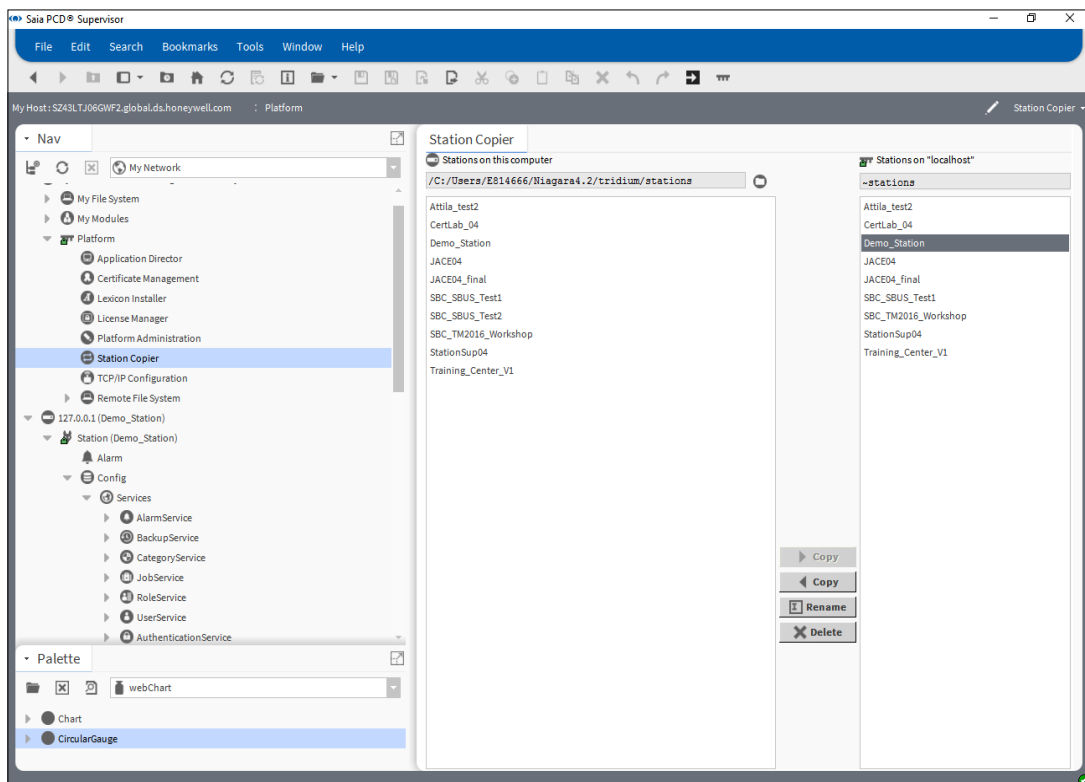 Saia PCD® Supervisor
File Edit Search Bookmarks Tools Window Help
My Host : SZ43LTJ06GWF2.global.ds.honeywell.com : Platform
Station Copier
Nav
My Network
My File System
My Modules
Platform
Application Director
Certificate Management
Lexicon Installer
License Manager
Platform Administration
Station Copier
TCP/IP Configuration
Remote File System
127.0.0.1 (Demo_Station)
Station (Demo_Station)
Alarm
Config
Services
AlarmService
BackupService
CategoryService
JobService
RoleService
UserService
AuthenticationService
Palette
webChart
Chart
CircularGauge
Station Copier
Stations on this computer
/C:/Users/E814666/Niagara4.2/tridium/stations
Attila_test2
CertLab_04
Demo_Station
JACE04
JACE04_final
SBC_SBUS_Test1
SBC_SBUS_Test2
SBC_TM2016_Workshop
StationSup04
Training_Center_V1
Copy
Copy
Rename
Delete
Stations on "localhost"
~stations
Attila_test2
CertLab_04
Demo_Station
JACE04
JACE04_final
SBC_SBUS_Test1
SBC_TM2016_Workshop
StationSup04
Training_Center_V1